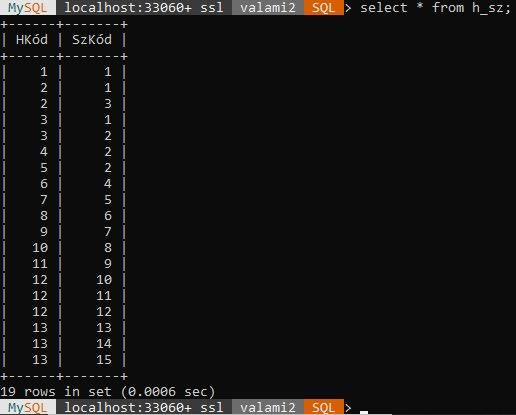 MySQL localhost:33060+ ssl valami2 SQL> select * from h_sz;
+------+-------+
| HKód | SzKód |
+------+-------+
|    1 |     1 |
|    2 |     1 |
|    2 |     3 |
|    3 |     1 |
|    3 |     2 |
|    4 |     2 |
|    5 |     2 |
|    6 |     4 |
|    7 |     5 |
|    8 |     6 |
|    9 |     7 |
|   10 |     8 |
|   11 |     9 |
|   12 |    10 |
|   12 |    11 |
|   12 |    12 |
|   13 |    13 |
|   13 |    14 |
|   13 |    15 |
+------+-------+
19 rows in set (0.0006 sec)
MySQL localhost:33060+ ssl valami2 SQL>